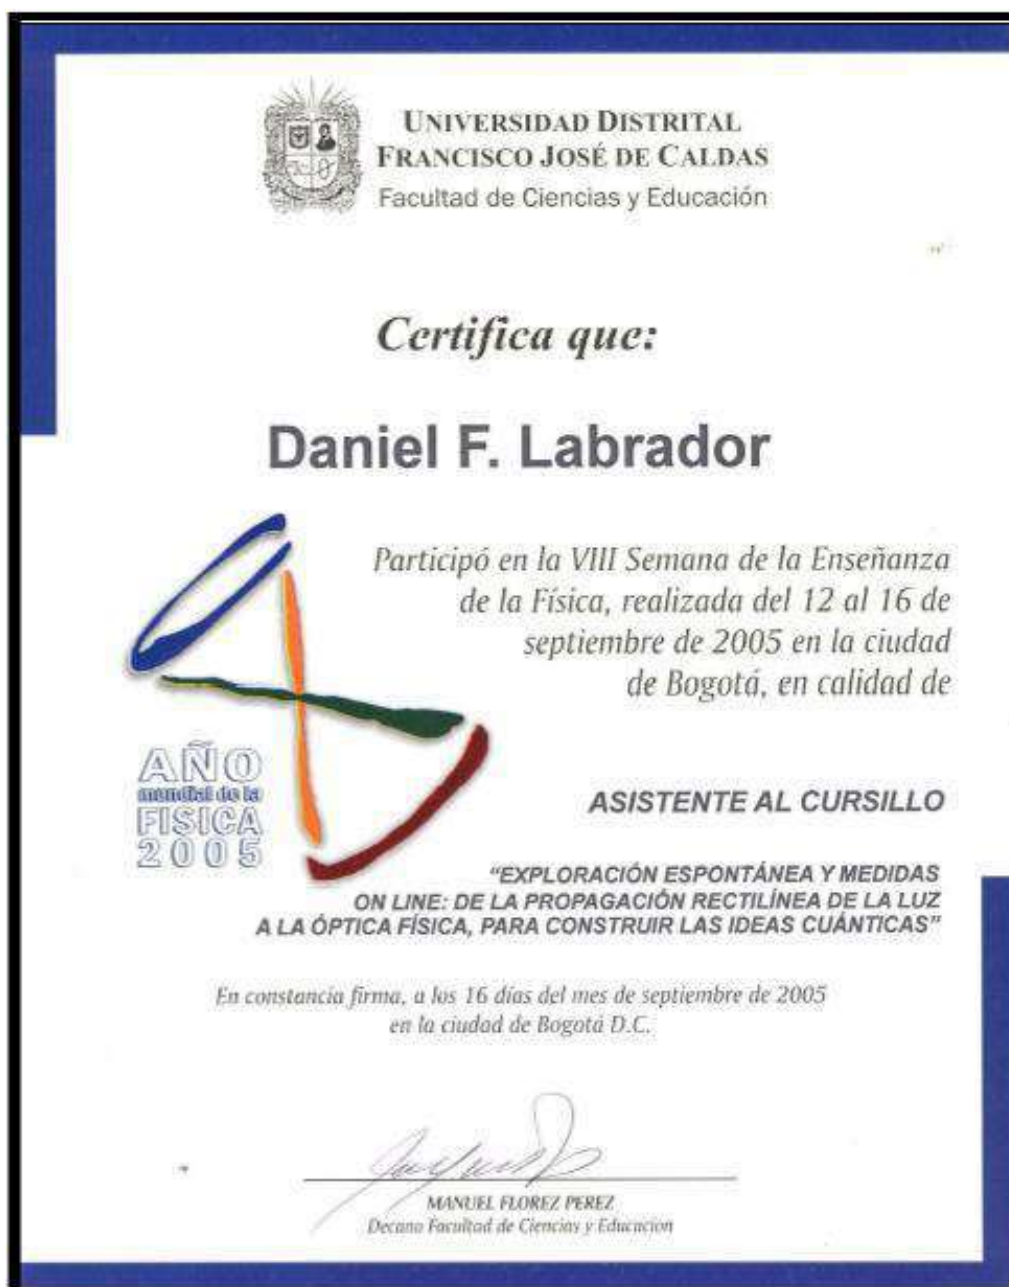 UNIVERSIDAD DISTRITAL
FRANCISCO JOSÉ DE CALDAS
Facultad de Ciencias y Educación
Certifica que:
Daniel F. Labrador
Participó en la VIII Semana de la Enseñanza
de la Física, realizada del 12 al 16 de
septiembre de 2005 en la ciudad
de Bogotá, en calidad de
AÑO
mundial de la
FISICA
2005
ASISTENTE AL CURSILLO
“EXPLORACIÓN ESPONTÁNEA Y MEDIDAS
ON LINE: DE LA PROPAGACIÓN RECTILÍNEA DE LA LUZ
A LA ÓPTICA FÍSICA, PARA CONSTRUIR LAS IDEAS CUÁNTICAS”
En constancia firma, a los 16 días del mes de septiembre de 2005
en la ciudad de Bogotá D.C.
MANUEL FLOREZ PEREZ
Decano Facultad de Ciencias y Educacion